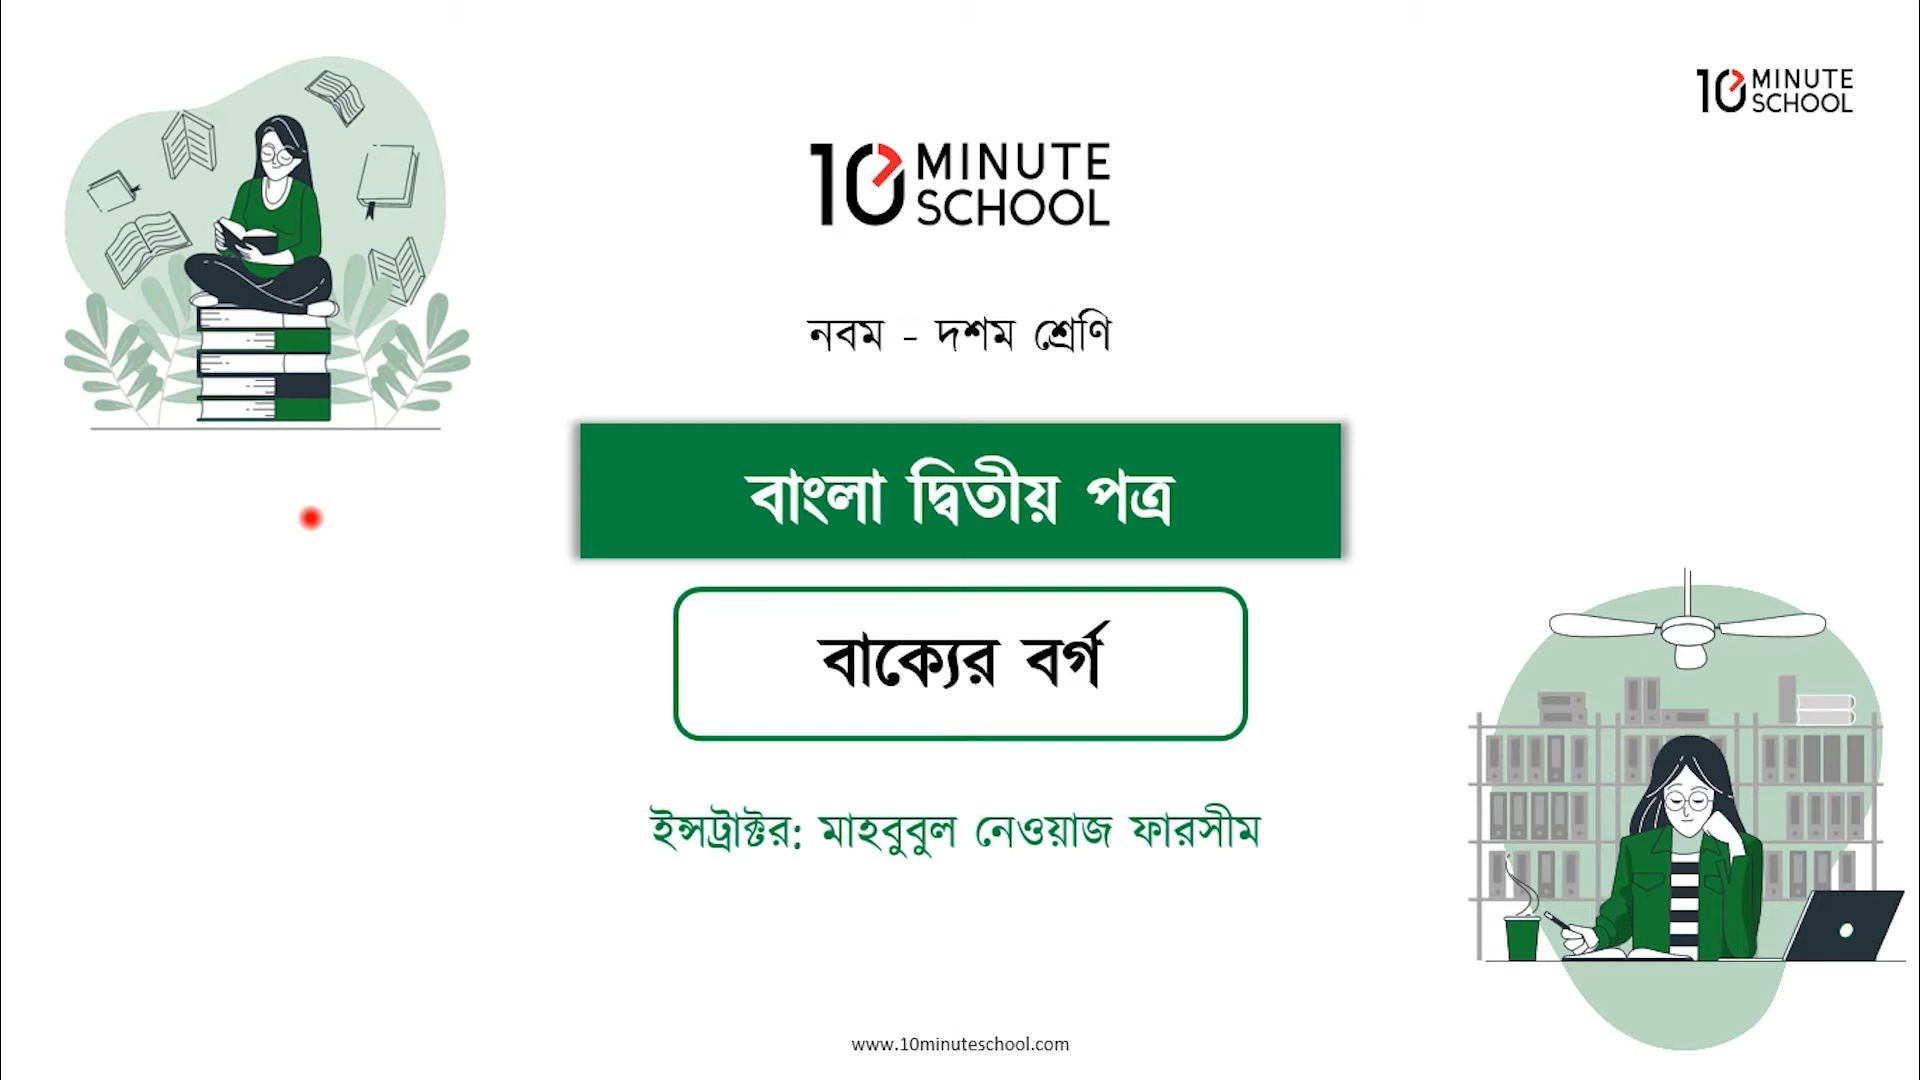 10 MINUTE SCHOOL
10 MINUTE SCHOOL
নবম - দশম শ্রেণি
বাংলা দ্বিতীয় পত্র
বাক্যের বর্গ
ইন্সট্রাক্টর: মাহবুবুল নেওয়াজ ফারসীম
www.10minuteschool.com